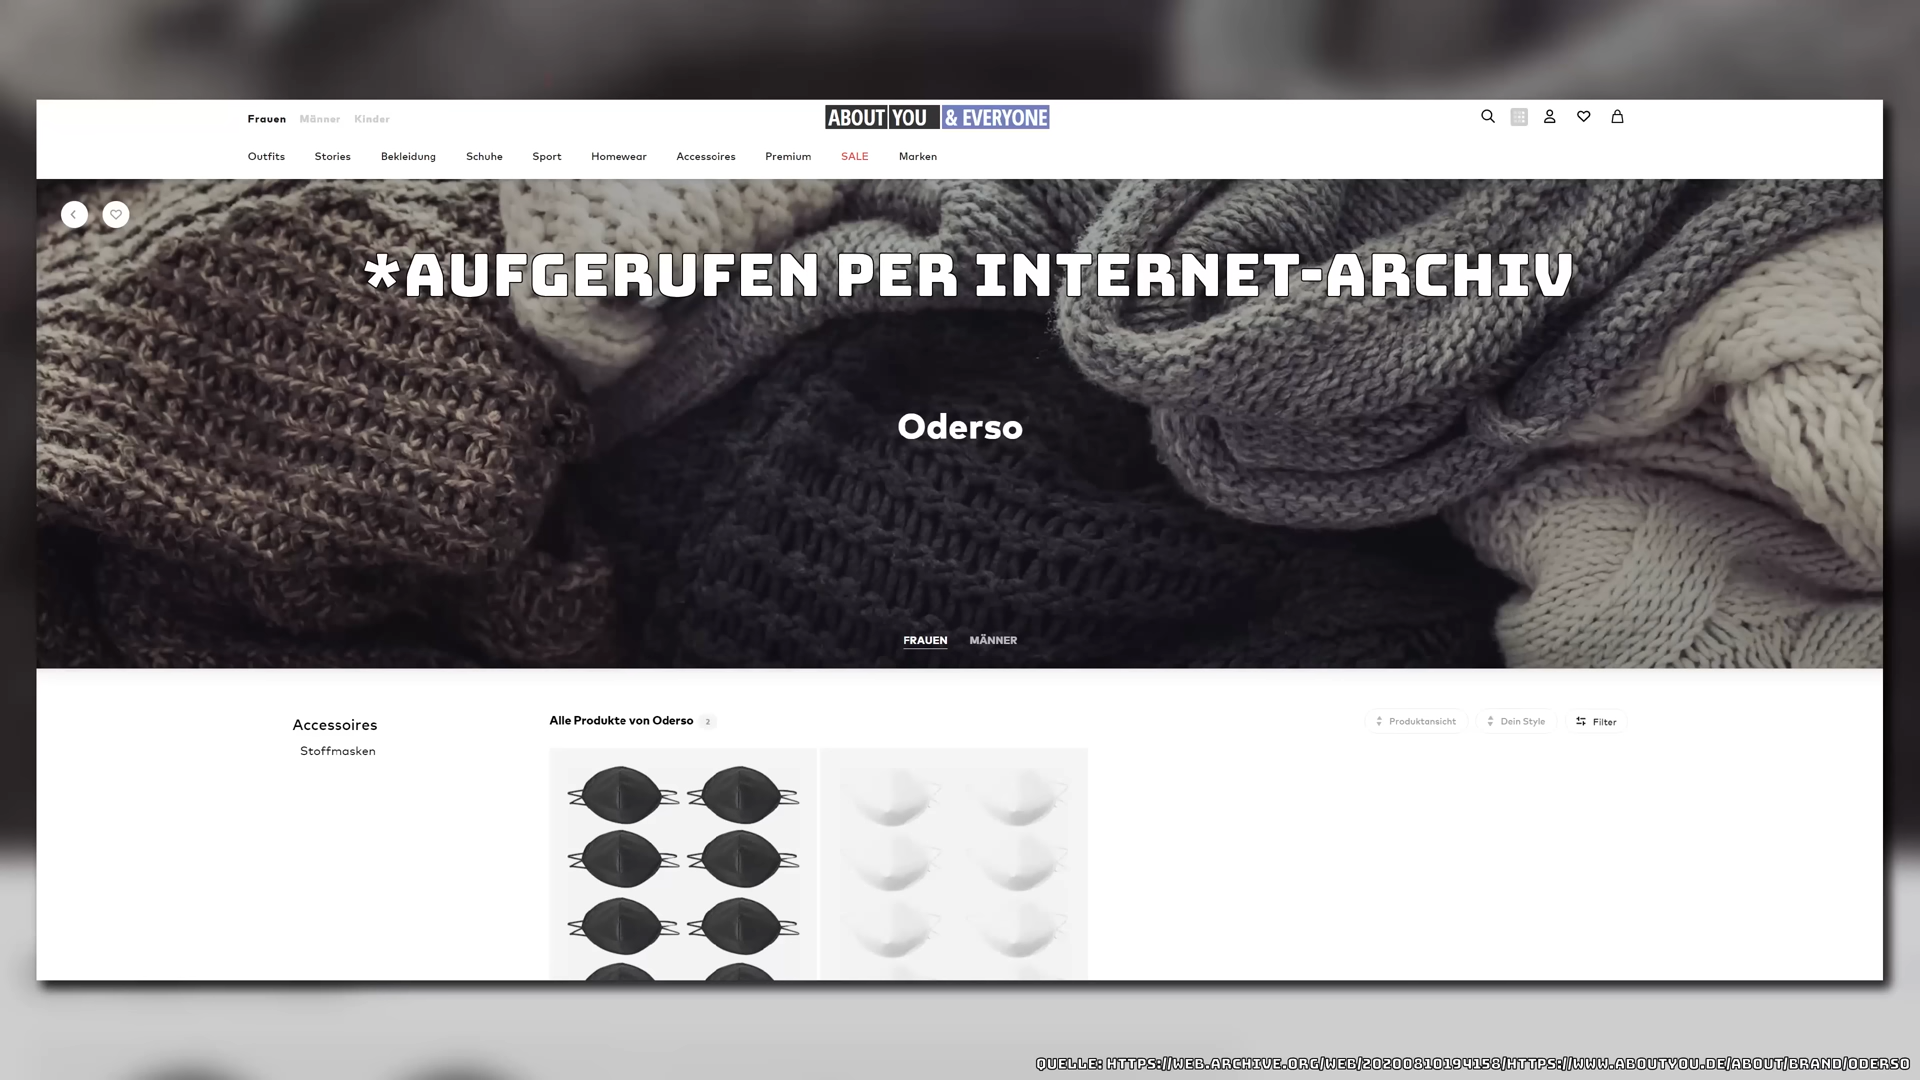 Frauen Männer Kinder
ABOUT YOU & EVERYONE
Outfits Stories Bekleidung Schuhe Sport Homewear Accessoires Premium SALE Marken
*AUFGERUFEN PER INTERNET-ARCHIV
Oderso
FRAUEN MÄNNER
Accessoires
Stoffmasken
Alle Produkte von Oderso 2
Produktansicht Dein Style Filter
QUELLE: HTTPS://WEB.ARCHIVE.ORG/WEB/20200810194158/HTTPS://WWW.ABOUTYOU.DE/ABOUT/BRAND/ODERSO